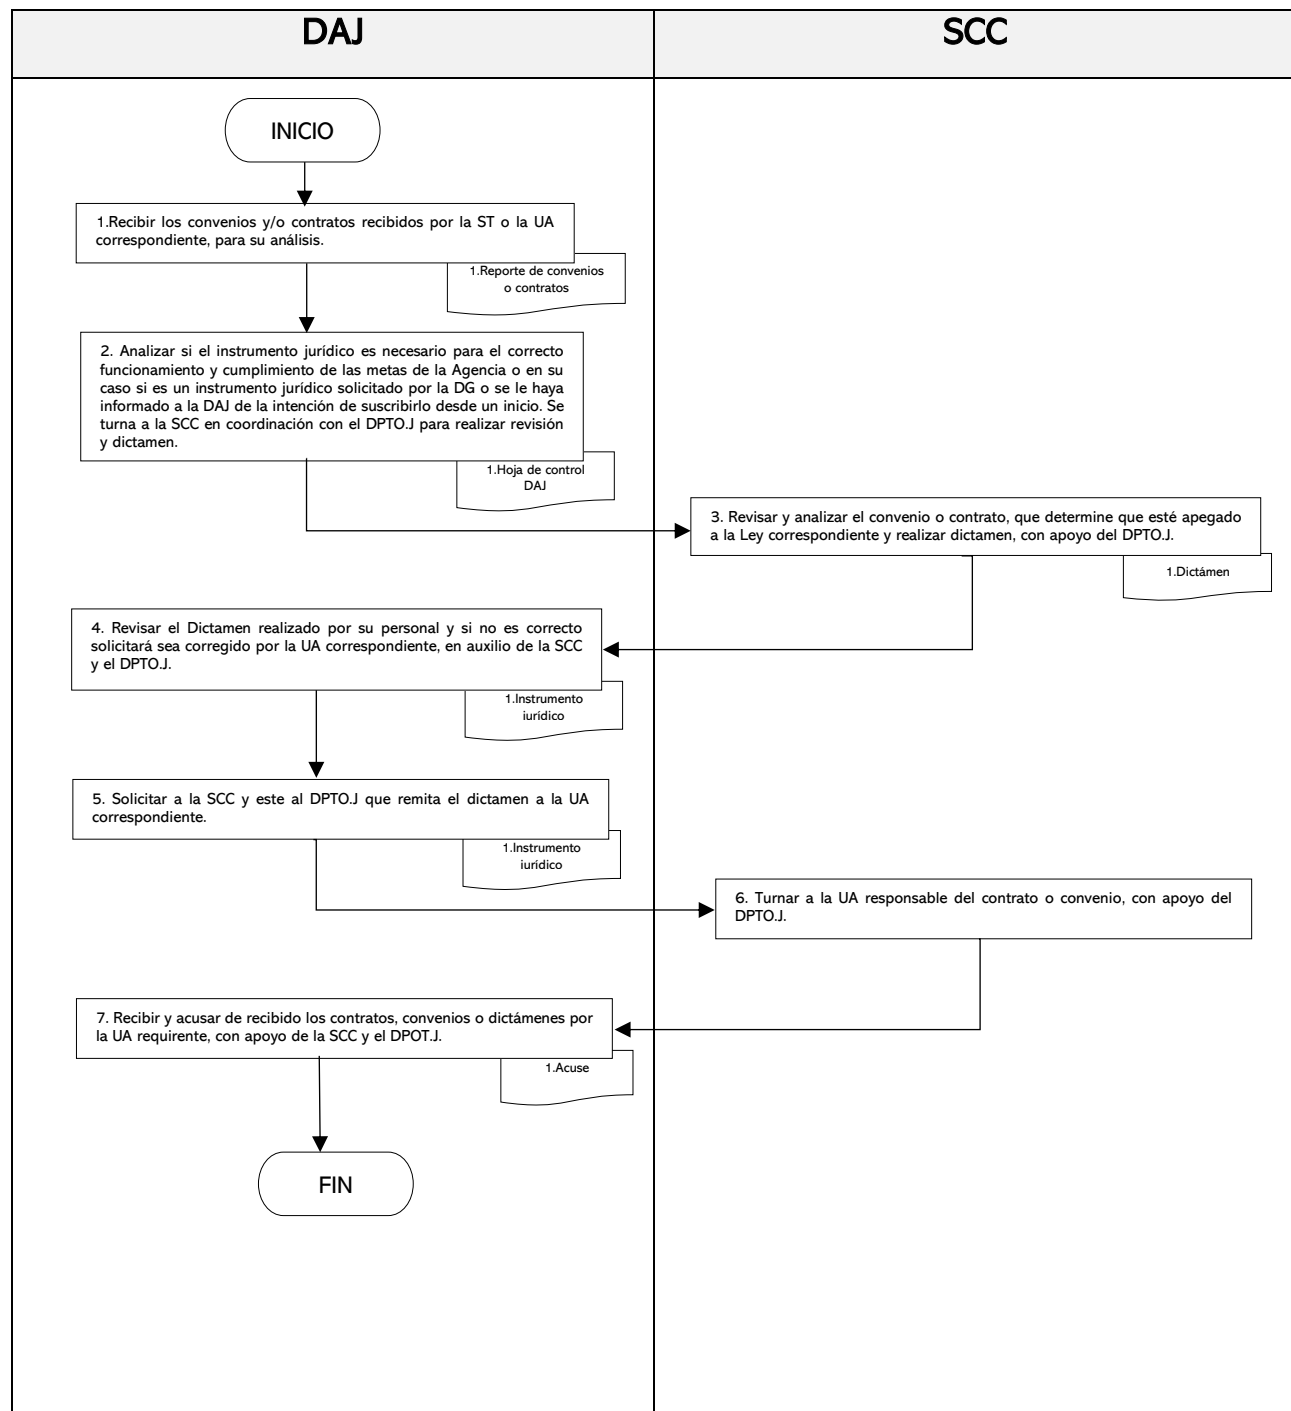 DAJ
SCC
INICIO
1.Recibir los convenios y/o contratos recibidos por la ST o la UA
correspondiente, para su análisis.
1.Reporte de convenios
o contratos
2. Analizar si el instrumento jurídico es necesario para el correcto
funcionamiento y cumplimiento de las metas de la Agencia o en su
caso si es un instrumento jurídico solicitado por la DG o se le haya
informado a la DAJ de la intención de suscribirlo desde un inicio. Se
turna a la SCC en coordinación con el DPTO.J para realizar revisión
y dictamen.
1.Hoja de control
DAJ
3. Revisar y analizar el convenio o contrato, que determine que esté apegado
a la Ley correspondiente y realizar dictamen, con apoyo del DPTO.J.
1.Dictámen
4. Revisar el Dictamen realizado por su personal y si no es correcto
solicitará sea corregido por la UA correspondiente, en auxilio de la SCC
y el DPTO.J.
1.Instrumento
iurídico
5. Solicitar a la SCC y este al DPTO.J que remita el dictamen a la UA
correspondiente.
1.Instrumento
iurídico
6. Turnar a la UA responsable del contrato o convenio, con apoyo del
DPTO.J.
7. Recibir y acusar de recibido los contratos, convenios o dictámenes por
la UA requirente, con apoyo de la SCC y el DPOT.J.
1.Acuse
FIN